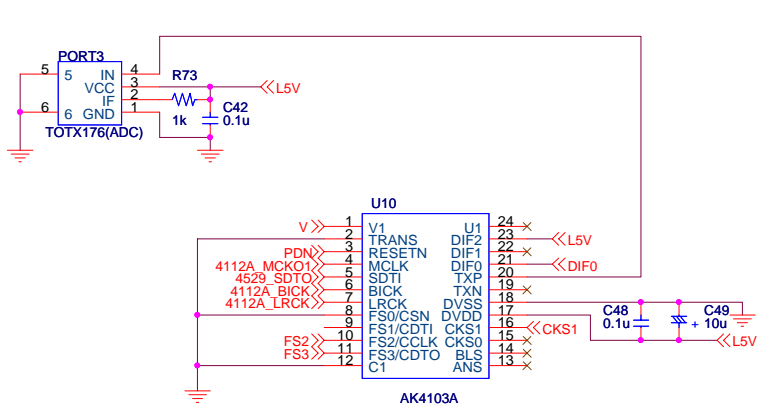 PORT3
5 5 IN 4
VCC 3
IF 2
6 6 GND 1
TOTX176(ADC)
R73
1k
L5V
C42
0.1u
U10
V 1 V1 U1 24
2 TRANS DIF2 23 L5V
PDN 3 RESETN DIF1 22
4112A_MCKO1 4 MCLK DIF0 21 DIF0
4529_SDTO 5 SDTI TXP 20
4112A_BICK 6 BICK TXN 19
4112A_LRCK 7 LRCK DVSS 18
8 FS0/CSN DVDD 17
9 FS1/CDTI CKS1 16 CKS1
FS2 10 FS2/CCLK CKS0 15
FS3 11 FS3/CDTO BLS 14
12 C1 ANS 13
AK4103A
C48
0.1u
C49
+ 10u
L5V